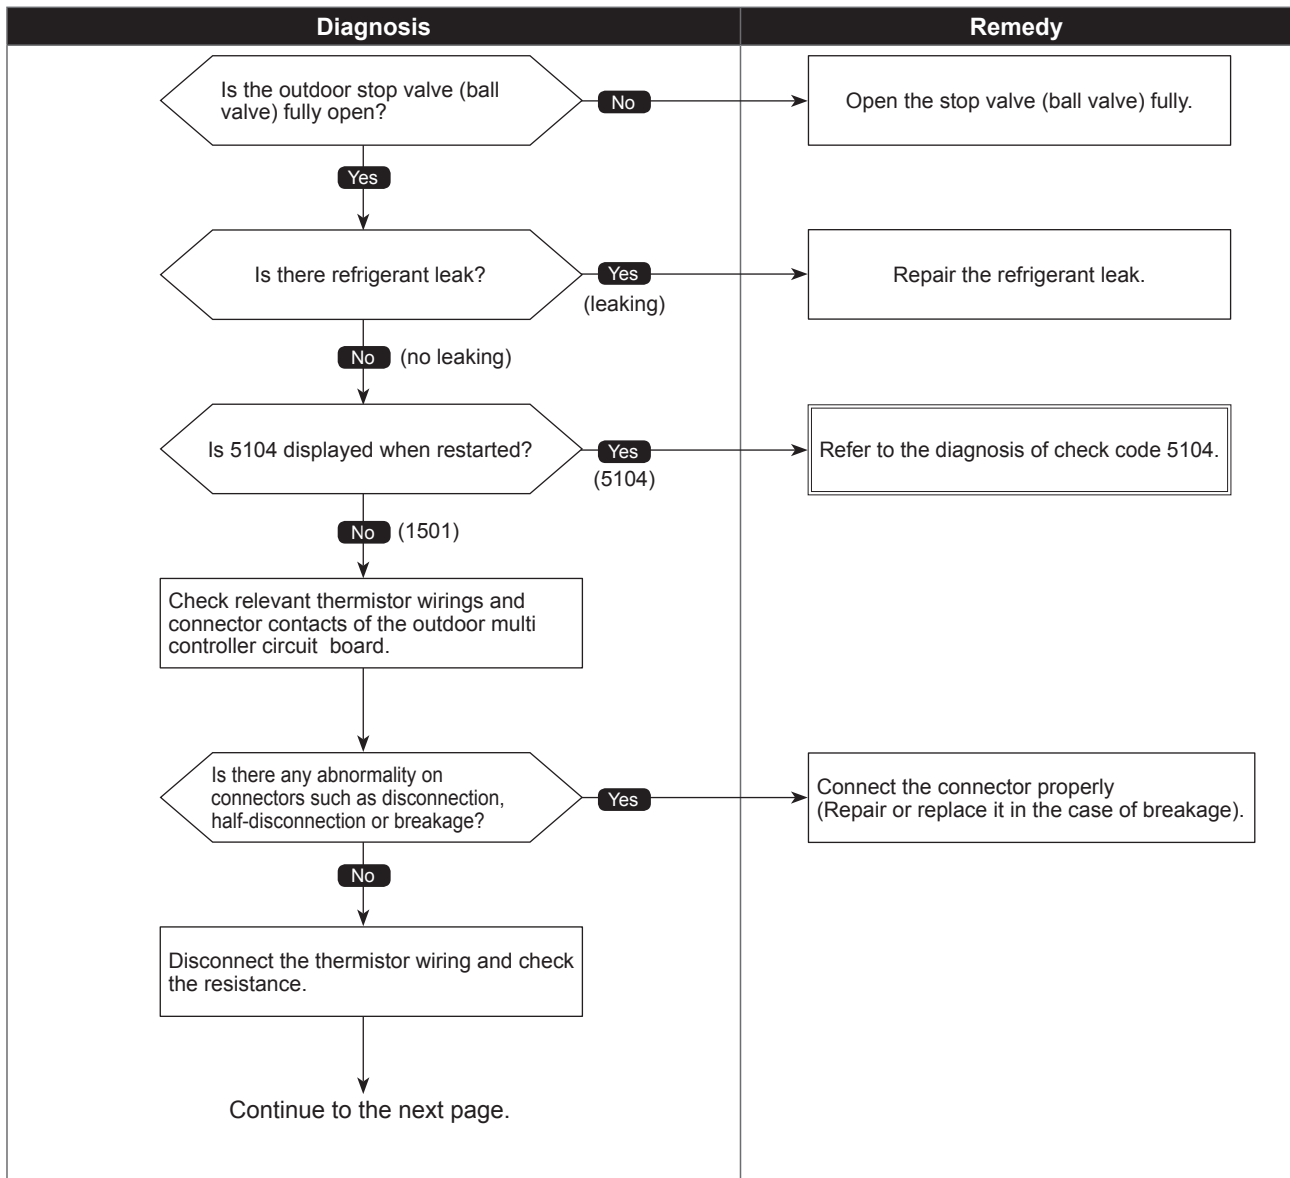 Diagnosis
Remedy
Is the outdoor stop valve (ball
valve) fully open?
No
Open the stop valve (ball valve) fully.
Yes
Is there refrigerant leak?
Yes
(leaking)
Repair the refrigerant leak.
No (no leaking)
Is 5104 displayed when restarted?
Yes
(5104)
Refer to the diagnosis of check code 5104.
No (1501)
Check relevant thermistor wirings and
connector contacts of the outdoor multi
controller circuit board.
Is there any abnormality on
connectors such as disconnection,
half-disconnection or breakage?
Yes
Connect the connector properly
(Repair or replace it in the case of breakage).
No
Disconnect the thermistor wiring and check
the resistance.
Continue to the next page.